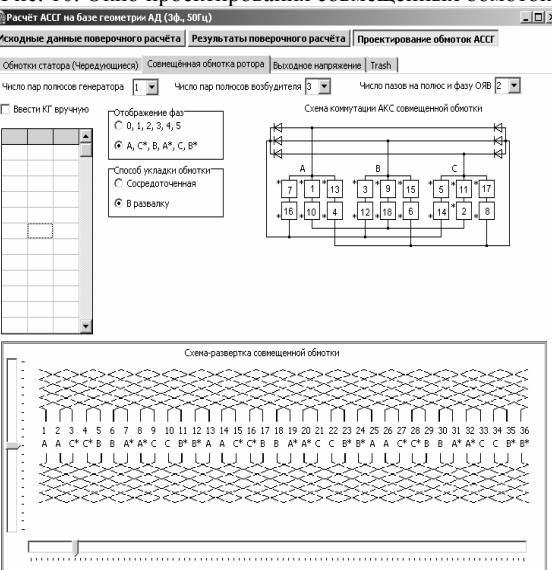 Рис. 10. Окно проектирования совмещенных обмоток
Расчёт АССГ на базе геометрии АД (3ф., 50Гц)
Исходные данные поверочного расчёта Результаты поверочного расчёта Проектирование обмоток АССГ
Обмотки статора (Чередующиеся) Совмещённая обмотка ротора Выходное напряжение Trash
Число пар полюсов генератора 1 Число пар полюсов возбудителя 3 Число пазов на полюс и фазу ОЯВ 2
Ввести КГ вручную
Отображение фаз
0, 1, 2, 3, 4, 5
A, C*, B, A*, C, B*
Способ укладки обмотки
Сосредоточенная
В развалку
Схема коммутации АКС совмещенной обмотки
A B C
* 7 * 1 13 * 3 * 9 15 * 5 * 11 17
16 * 10 4 12 * 18 6 14 * 2 8
Схема-развертка совмещенной обмотки
1 2 3 4 5 6 7 8 9 10 11 12 13 14 15 16 17 18 19 20 21 22 23 24 25 26 27 28 29 30 31 32 33 34 35 36
A A C* C* B B A* A* C C B* B* A A C* C* B B A* A* C C B* B* A A C* C* B B A* A* C C B* B*